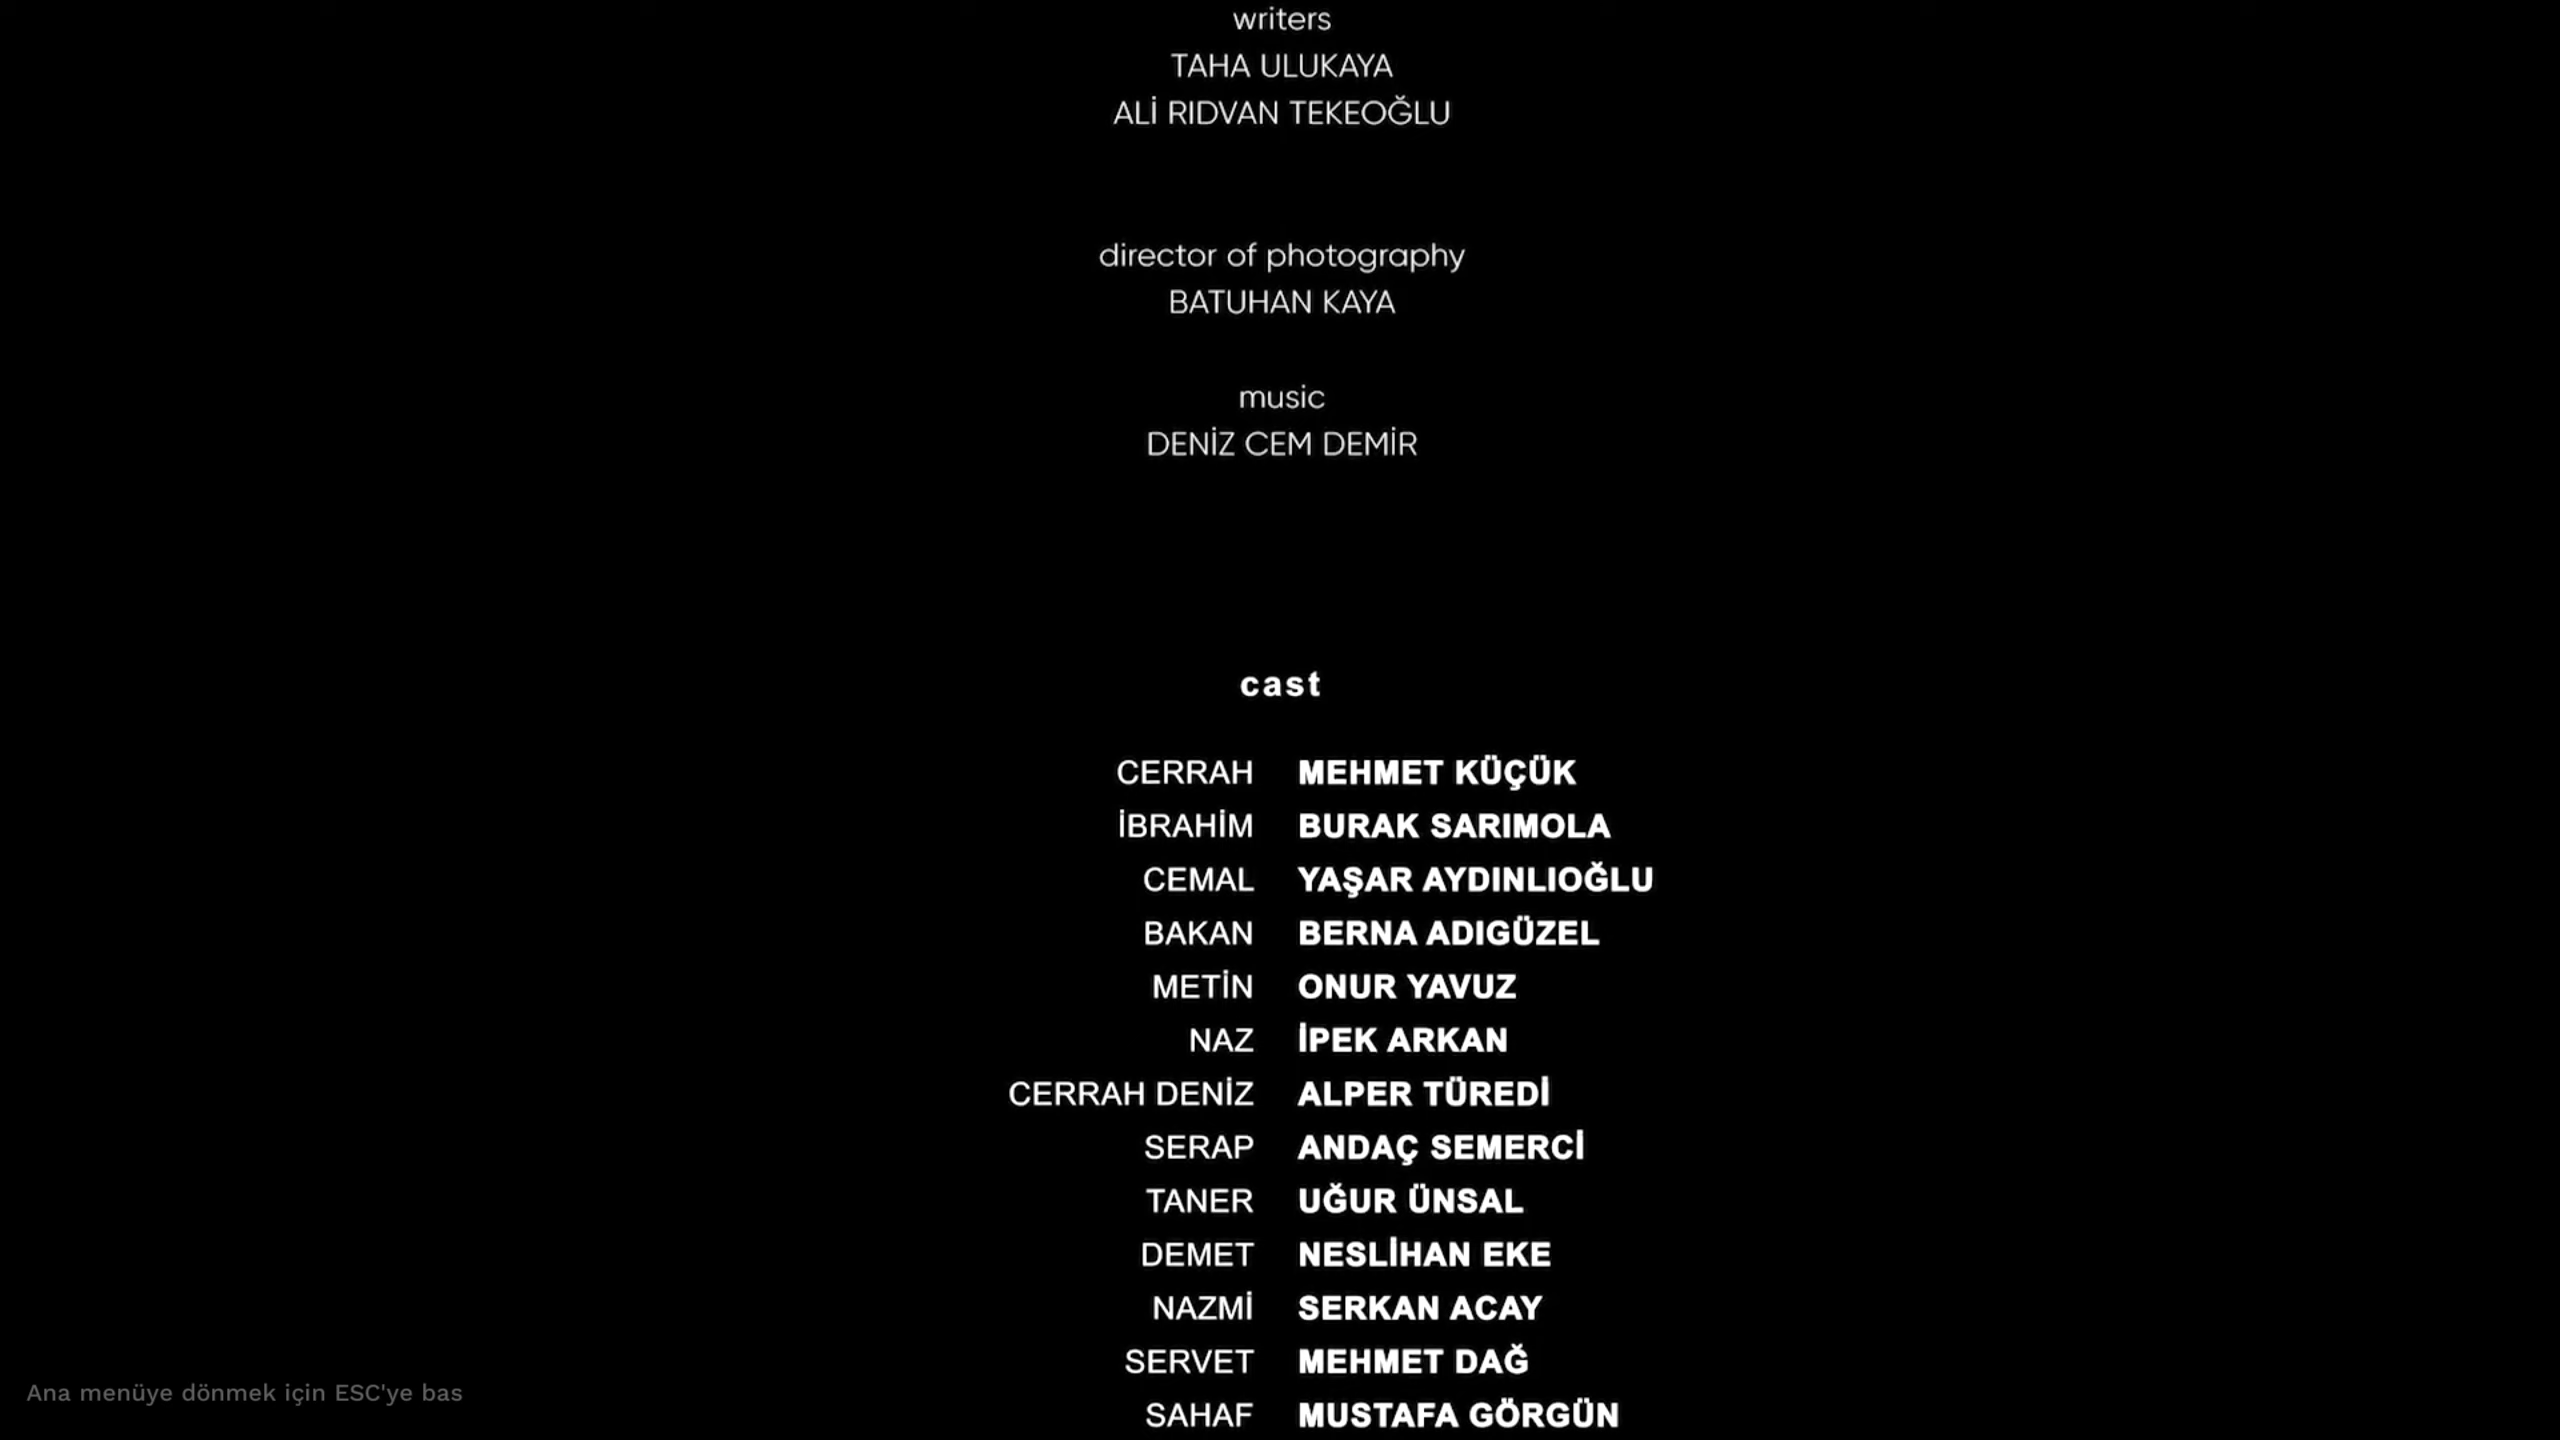 writers
TAHA ULUKAYA
ALİ RIDVAN TEKEOĞLU
director of photography
BATUHAN KAYA
music
DENİZ CEM DEMİR
cast
CERRAH MEHMET KÜÇÜK
İBRAHİM BURAK SARIMOLA
CEMAL YAŞAR AYDINLIOĞLU
BAKAN BERNA ADIGÜZEL
METİN ONUR YAVUZ
NAZ İPEK ARKAN
CERRAH DENİZ ALPER TÜREDİ
SERAP ANDAÇ SEMERCİ
TANER UĞUR ÜNSAL
DEMET NESLİHAN EKE
NAZMİ SERKAN ACAY
SERVET MEHMET DAĞ
SAHAF MUSTAFA GÖRGÜN
Ana menüye dönmek için ESC'ye bas